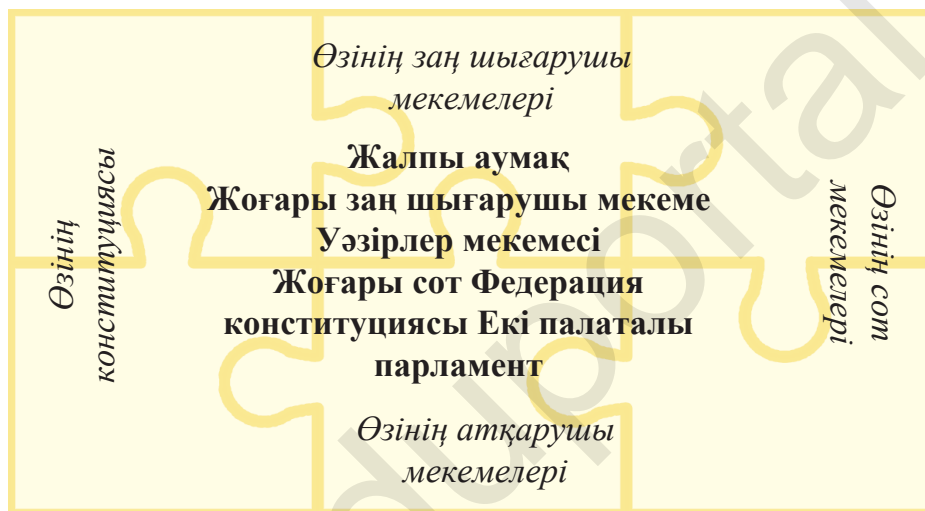 Өзінің заң шығарушы
мекемелері
Өзінің
конституциясы
Жалпы аумақ
Жоғары заң шығарушы мекеме
Уәзірлер мекемесі
Жоғары сот Федерация
конституциясы Екі палаталы
парламент
Өзінің сот
мекемелері
Өзінің атқарушы
мекемелері